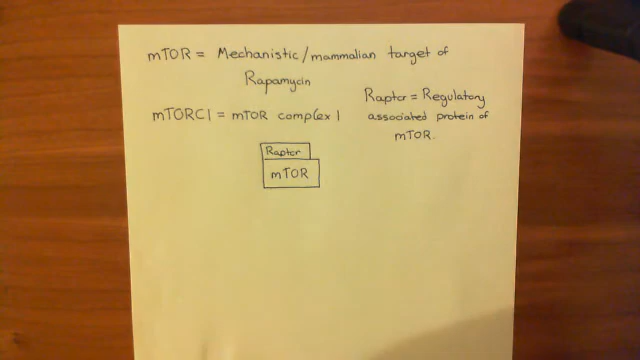 mTOR = Mechanistic/mammalian target of
Rapamycin
mTORC1 = mTOR complex 1
Raptor = Regulatory
associated protein of
mTOR.
Raptor
mTOR